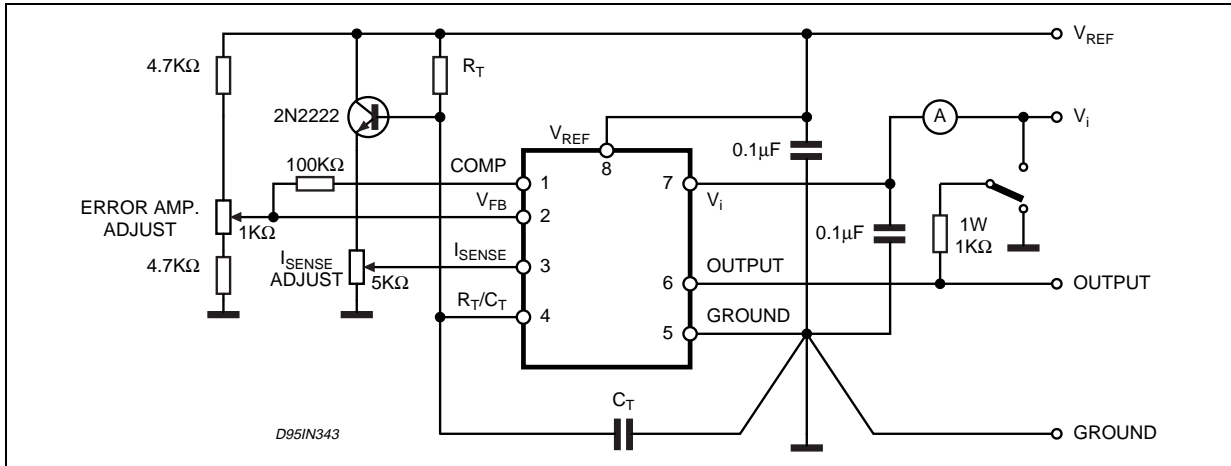 V_REF
4.7KΩ
R_T
2N2222
A
V_i
V_REF
8
0.1µF
100KΩ
COMP
1
7
V_i
V_FB
2
ERROR AMP.
ADJUST
1KΩ
0.1µF
1W
1KΩ
4.7KΩ
I_SENSE
ADJUST
5KΩ
I_SENSE
3
OUTPUT
6
OUTPUT
R_T/C_T
4
GROUND
5
C_T
D95IN343
GROUND